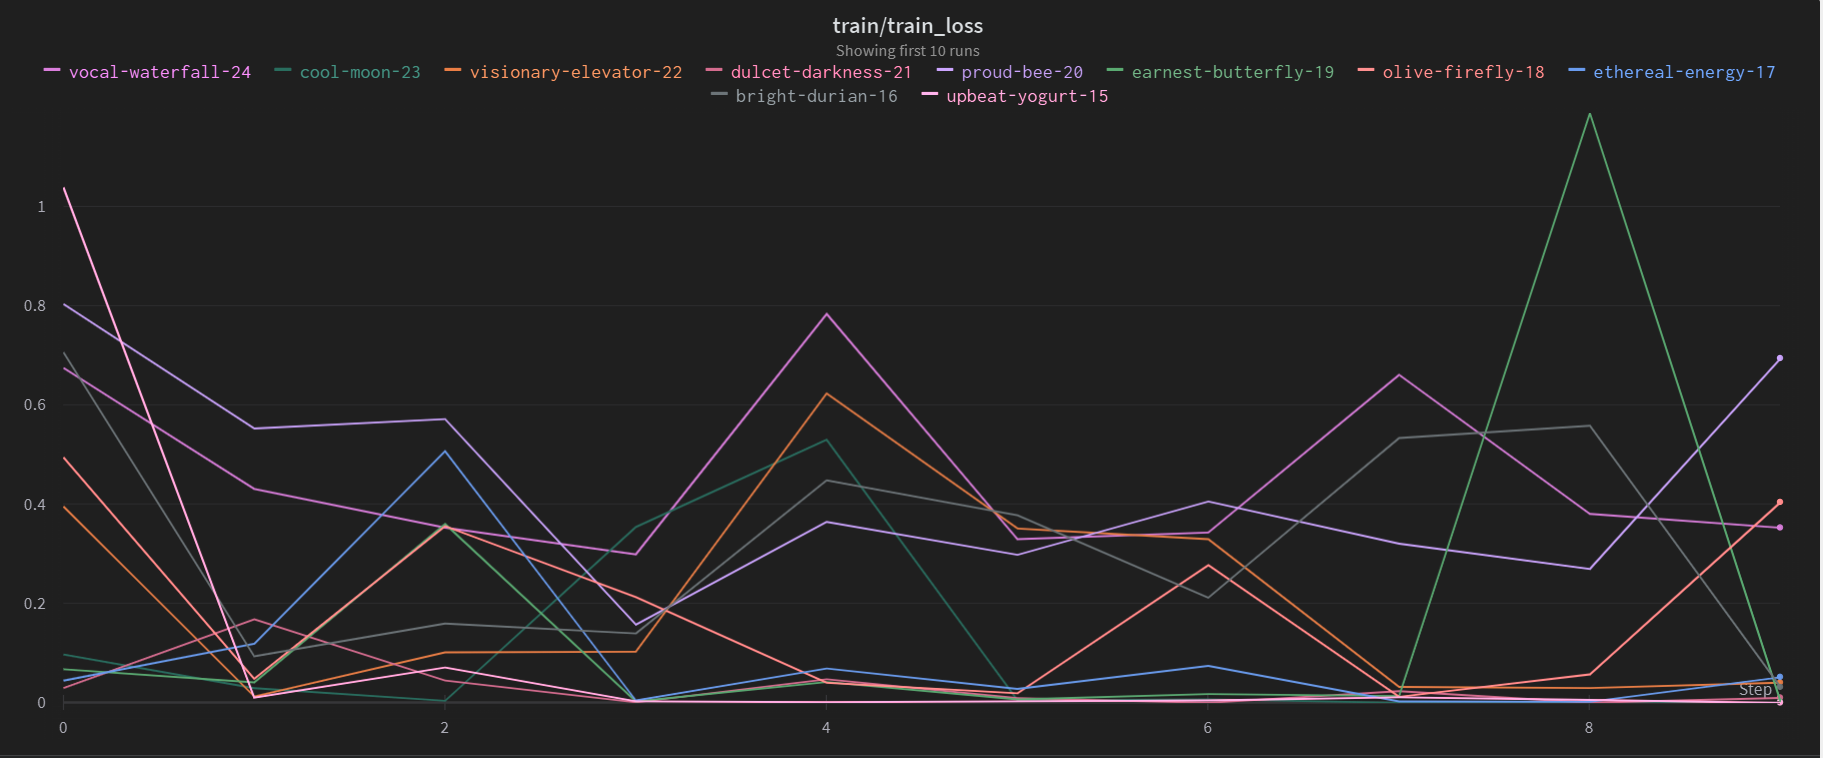 train/train_loss
Showing first 10 runs
vocal-waterfall-24 cool-moon-23 visionary-elevator-22 dulcet-darkness-21 proud-bee-20 earnest-butterfly-19 olive-firefly-18 ethereal-energy-17
bright-durian-16 upbeat-yogurt-15
1
0.8
0.6
0.4
0.2
Step
0
0 2 4 6 8